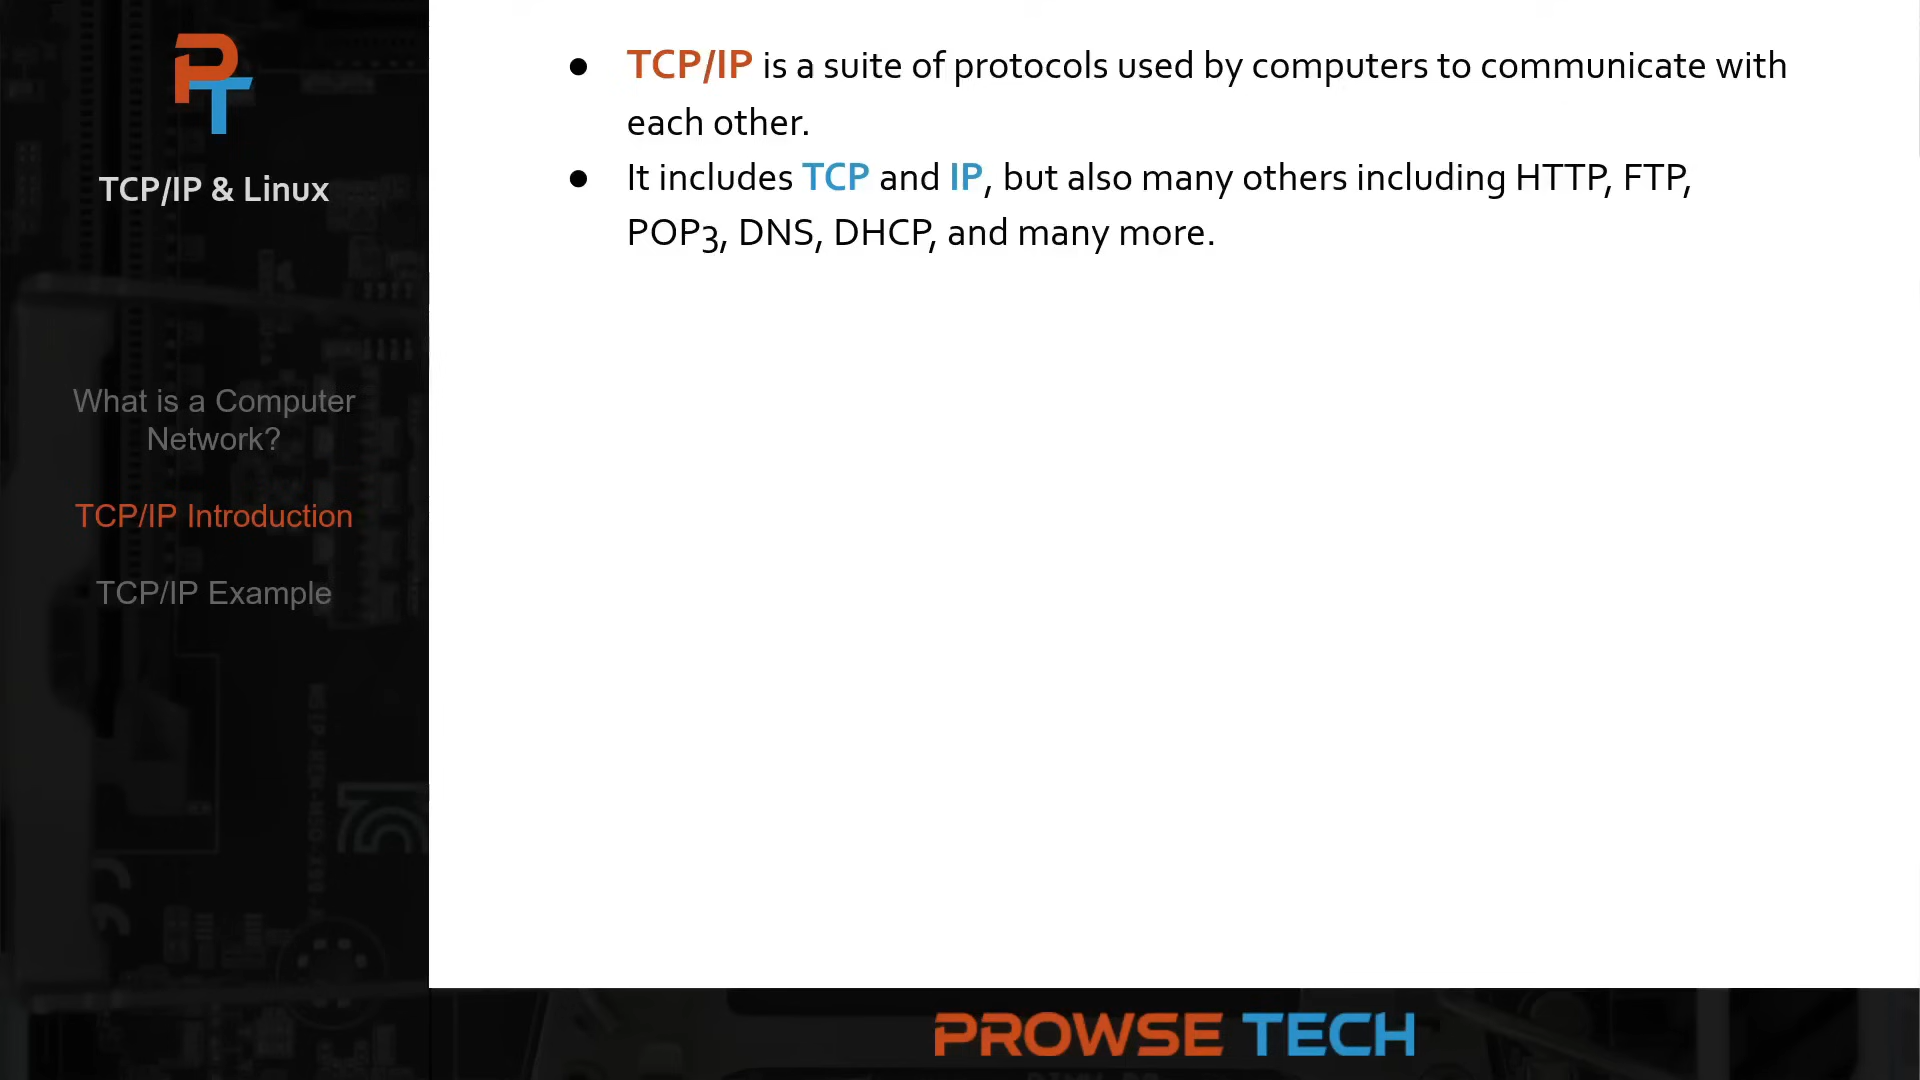 TCP/IP & Linux
What is a Computer
Network?
TCP/IP Introduction
TCP/IP Example
● TCP/IP is a suite of protocols used by computers to communicate with
each other.
● It includes TCP and IP, but also many others including HTTP, FTP,
POP3, DNS, DHCP, and many more.
PROWSE TECH